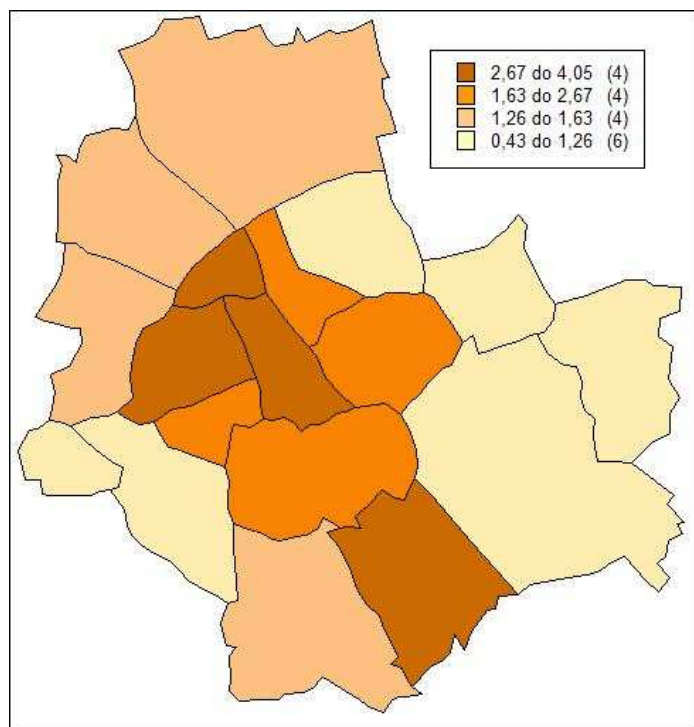 2,67 do 4,05 (4)
1,63 do 2,67 (4)
1,26 do 1,63 (4)
0,43 do 1,26 (6)